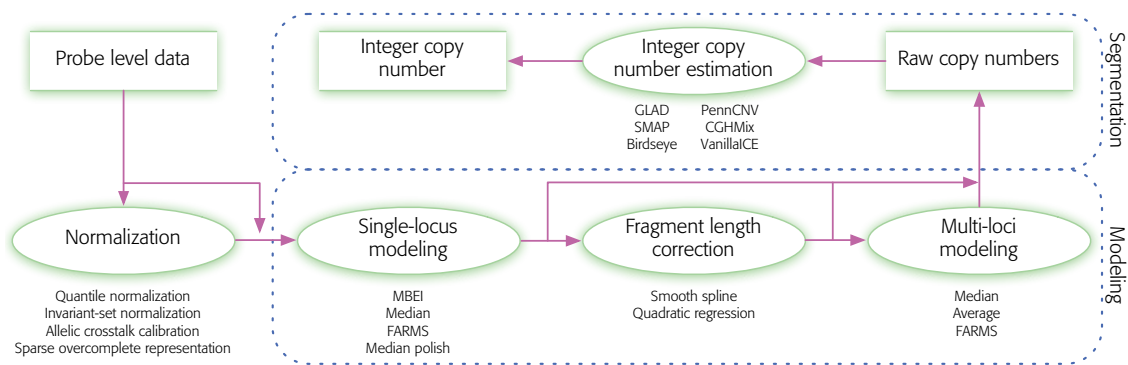 Probe level data
Integer copy
number
Integer copy
number estimation
Raw copy numbers
GLAD PennCNV
SMAP CGHMix
Birdseye VanillaICE
Segmentation
Normalization
Single-locus
modeling
Fragment length
correction
Multi-loci
modeling
Modeling
Quantile normalization
Invariant-set normalization
Allelic crosstalk calibration
Sparse overcomplete representation
MBEI
Median
FARMS
Median polish
Smooth spline
Quadratic regression
Median
Average
FARMS